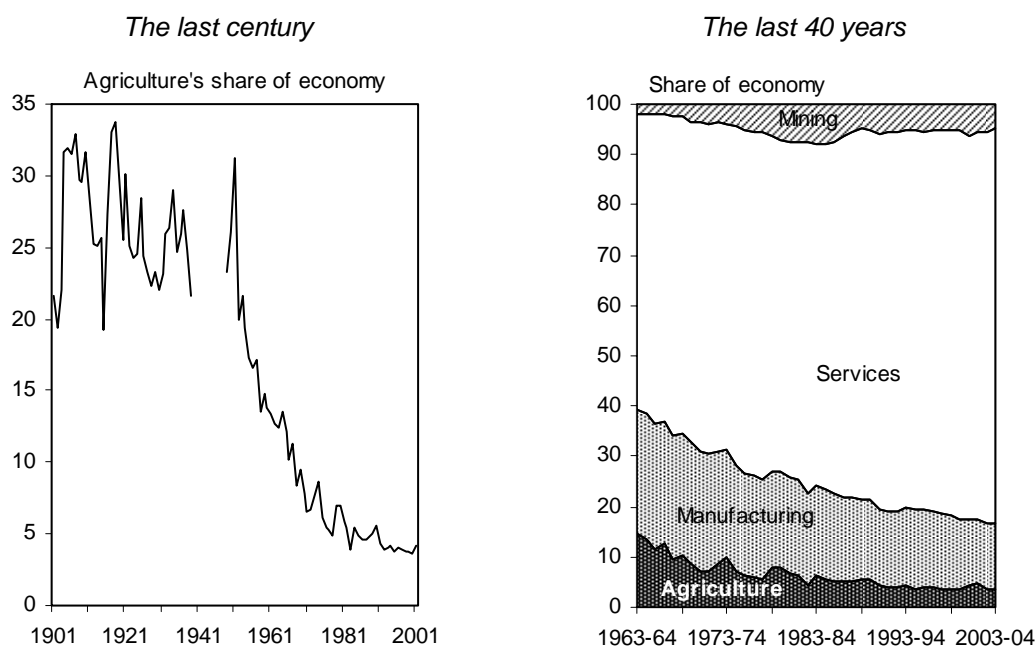 The last century
Agriculture's share of economy
35
30
25
20
15
10
5
0
1901 1921 1941 1961 1981 2001
The last 40 years
Share of economy
100
90
80
70
60
50
40
30
20
10
0
Mining
Services
Manufacturing
Agriculture
1963-64 1973-74 1983-84 1993-94 2003-04